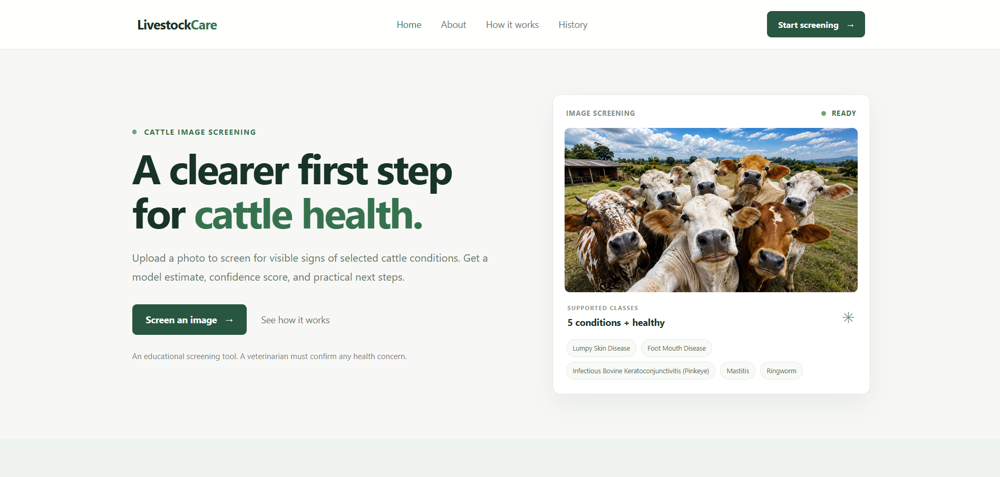 LivestockCare
Home
About
How it works
History
Start screening →
CATTLE IMAGE SCREENING
A clearer first step
for cattle health.
Upload a photo to screen for visible signs of selected cattle conditions. Get a
model estimate, confidence score, and practical next steps.
Screen an image →
See how it works
An educational screening tool. A veterinarian must confirm any health concern.
IMAGE SCREENING
READY
SUPPORTED CLASSES
5 conditions + healthy
Lumpy Skin Disease
Foot Mouth Disease
Infectious Bovine Keratoconjunctivitis (Pinkeye)
Mastitis
Ringworm